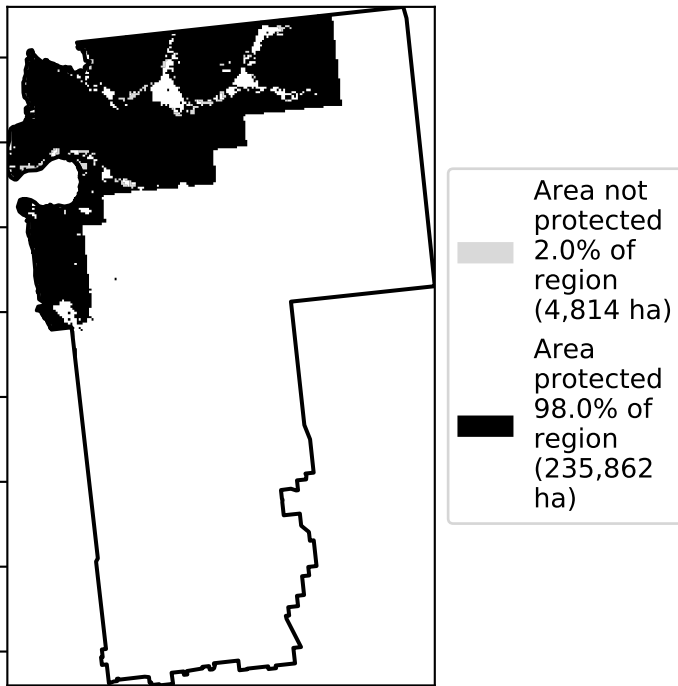 Area not
protected
2.0% of
region
(4,814 ha)
Area
protected
98.0% of
region
(235,862
ha)